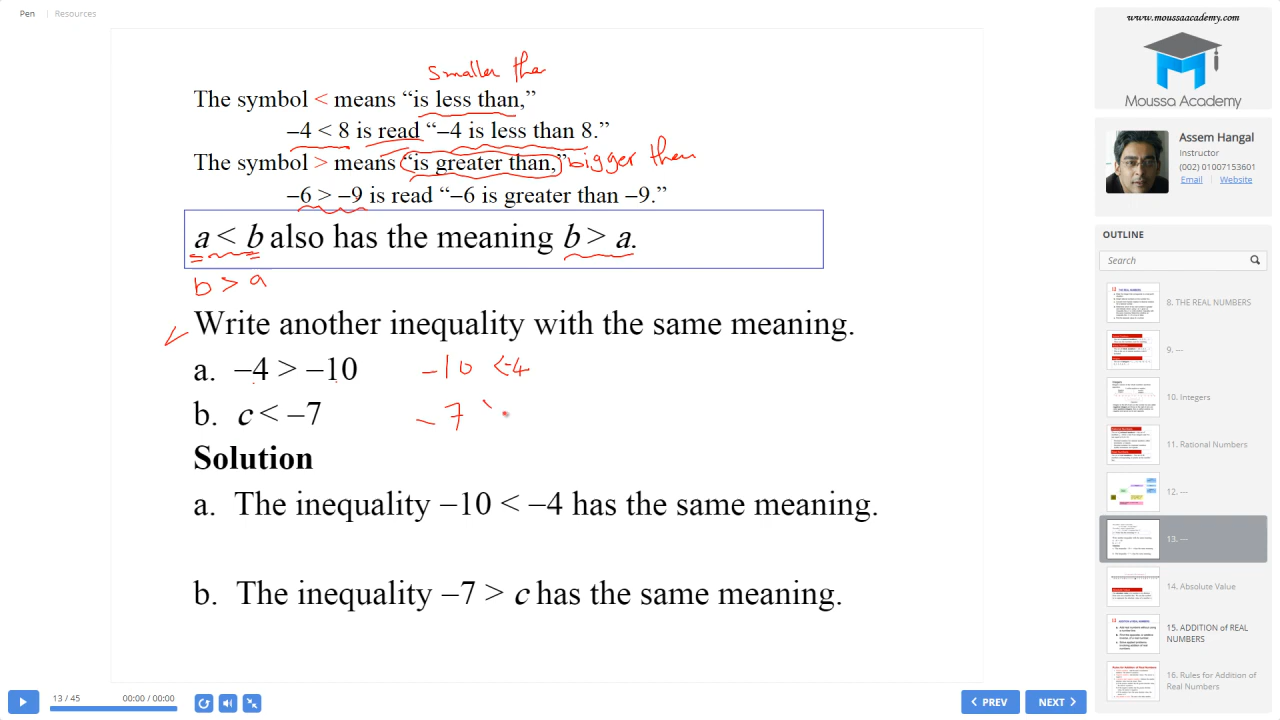 Pen
Resources
smaller than
The symbol < means “is less than,”
−4 < 8 is read “−4 is less than 8.”
The symbol > means “is greater than,” bigger than
−6 > −9 is read “−6 is greater than −9.”
a < b also has the meaning b > a.
b > a
Write another inequality with the same meaning.
a. −4 > −10 −10 < -4
b. c < −7 − 7
Solution
a. The inequality −10 < −4 has the same meaning.
b. The inequality −7 > c has the same meaning.
13 / 45
00:00 / 00:00
PREV
NEXT
www.moussaacademy.com
Moussa Academy
Assem Hangal
Instructor
(002) 01007153601
Email
Website
OUTLINE
Search
8. THE REAL NUMBERS
9. —
10. Integers
11. Rational Numbers
12. —
13. —
14. Absolute Value
15. ADDITION of REAL
NUMBERS
16. Rules for Addition of
Real Numbers